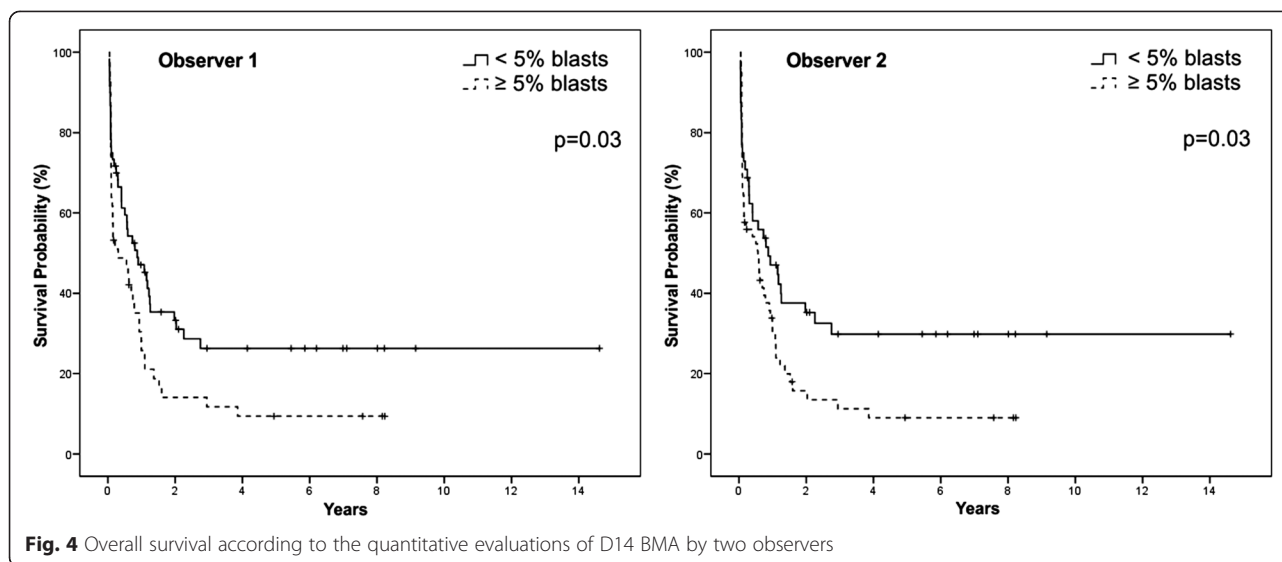 Observer 1
< 5% blasts
≥ 5% blasts
p=0.03
Survival Probability (%)
100
80
60
40
20
0
0 2 4 6 8 10 12 14
Years
Observer 2
< 5% blasts
≥ 5% blasts
p=0.03
Survival Probability (%)
100
80
60
40
20
0
0 2 4 6 8 10 12 14
Years
Fig. 4 Overall survival according to the quantitative evaluations of D14 BMA by two observers